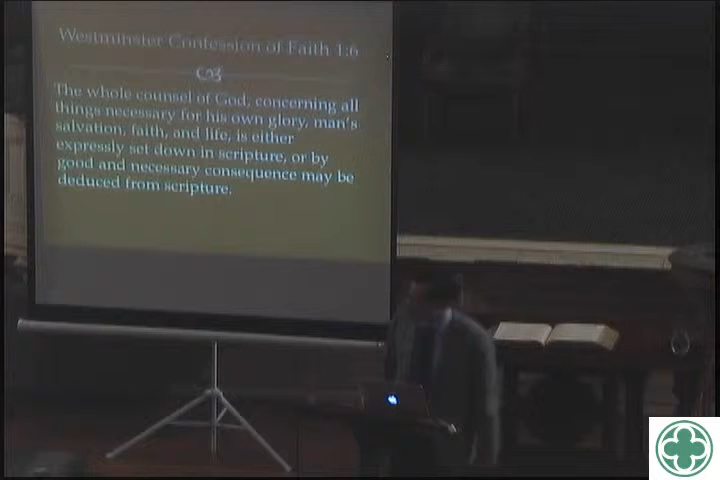 Westminster Confession of Faith 1:6
The whole counsel of God, concerning all
things necessary for his own glory, man's
salvation, faith, and life, is either
expressly set down in scripture, or by
good and necessary consequence may be
deduced from scripture.